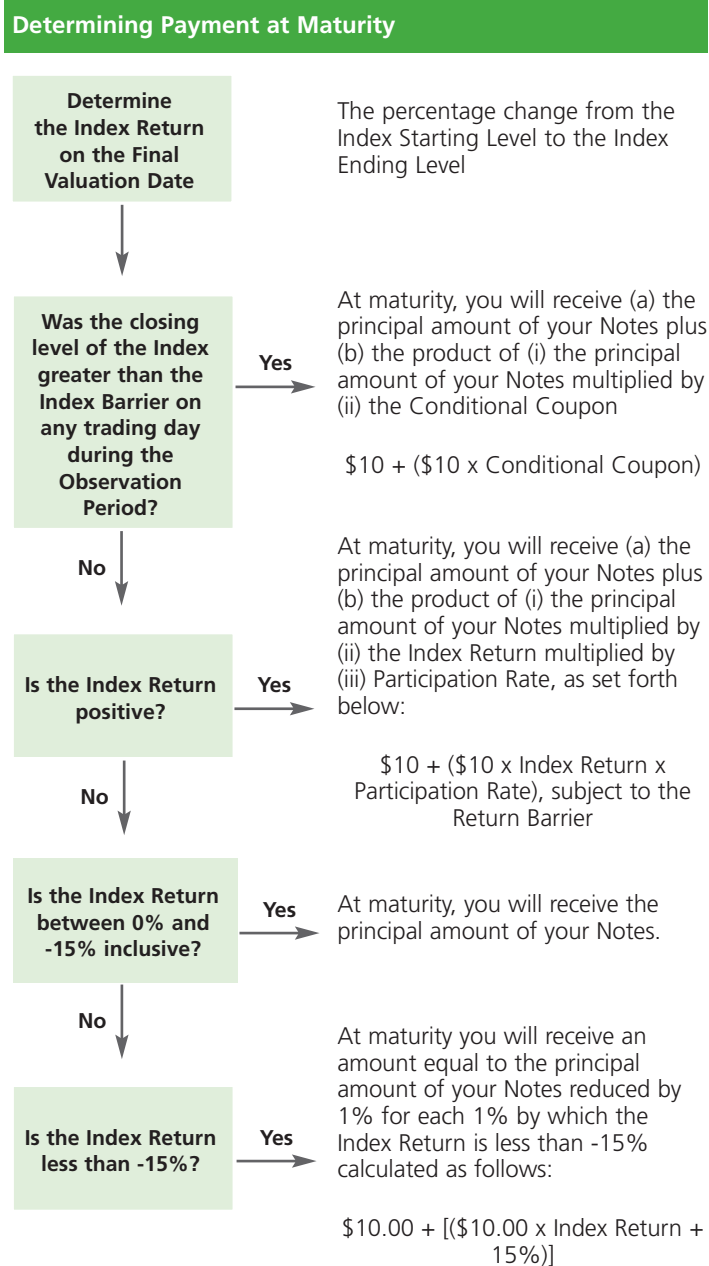 Determining Payment at Maturity
Determine
the Index Return
on the Final
Valuation Date
The percentage change from the
Index Starting Level to the Index
Ending Level
Was the closing
level of the Index
greater than the
Index Barrier on
any trading day
during the
Observation
Period?
Yes
At maturity, you will receive (a) the
principal amount of your Notes plus
(b) the product of (i) the principal
amount of your Notes multiplied by
(ii) the Conditional Coupon
$10 + ($10 x Conditional Coupon)
No
Is the Index Return
positive?
Yes
At maturity, you will receive (a) the
principal amount of your Notes plus
(b) the product of (i) the principal
amount of your Notes multiplied by
(ii) the Index Return multiplied by
(iii) Participation Rate, as set forth
below:
$10 + ($10 x Index Return x
Participation Rate), subject to the
Return Barrier
No
Is the Index Return
between 0% and
-15% inclusive?
Yes
At maturity, you will receive the
principal amount of your Notes.
No
Is the Index Return
less than -15%?
Yes
At maturity you will receive an
amount equal to the principal
amount of your Notes reduced by
1% for each 1% by which the
Index Return is less than -15%
calculated as follows:
$10.00 + [($10.00 x Index Return +
15%)]